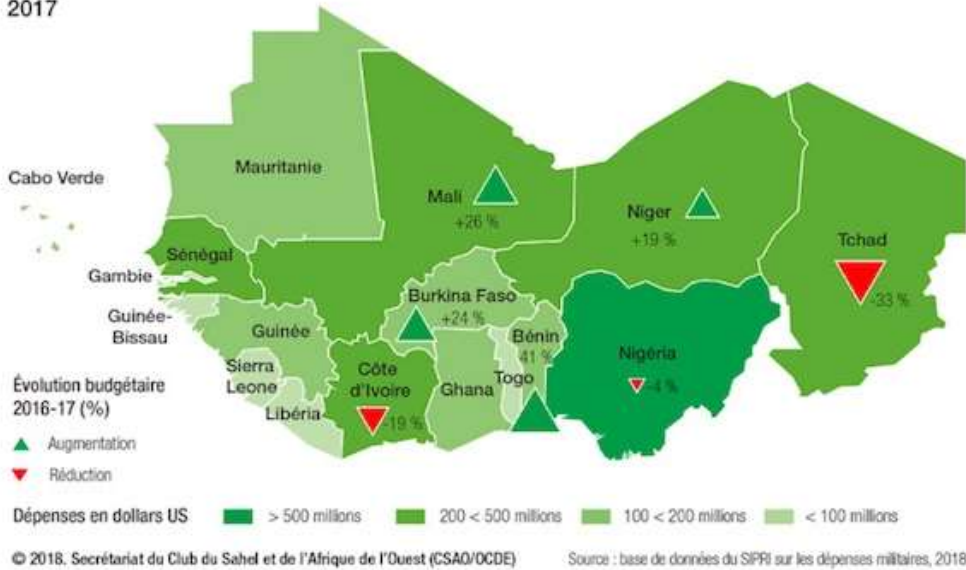 2017
Mauritanie
Cabo Verde
Mali
+26 %
Niger
+19 %
Tchad
-33 %
Sénégal
Gambie
Guinée-
Bissau
Guinée
Burkina Faso
+24 %
Bénin
41 %
Nigéria
-4 %
Sierra
Leone
Côte
d'Ivoire
-19 %
Ghana
Togo
Libéria
Évolution budgétaire
2016-17 (%)
Augmentation
Réduction
Dépenses en dollars US > 500 millions 200 < 500 millions 100 < 200 millions < 100 millions
© 2018. Secrétariat du Club du Sahel et de l'Afrique de l'Ouest (CSAO/OCDE) Source : base de données du SIPRI sur les dépenses militaires, 2018